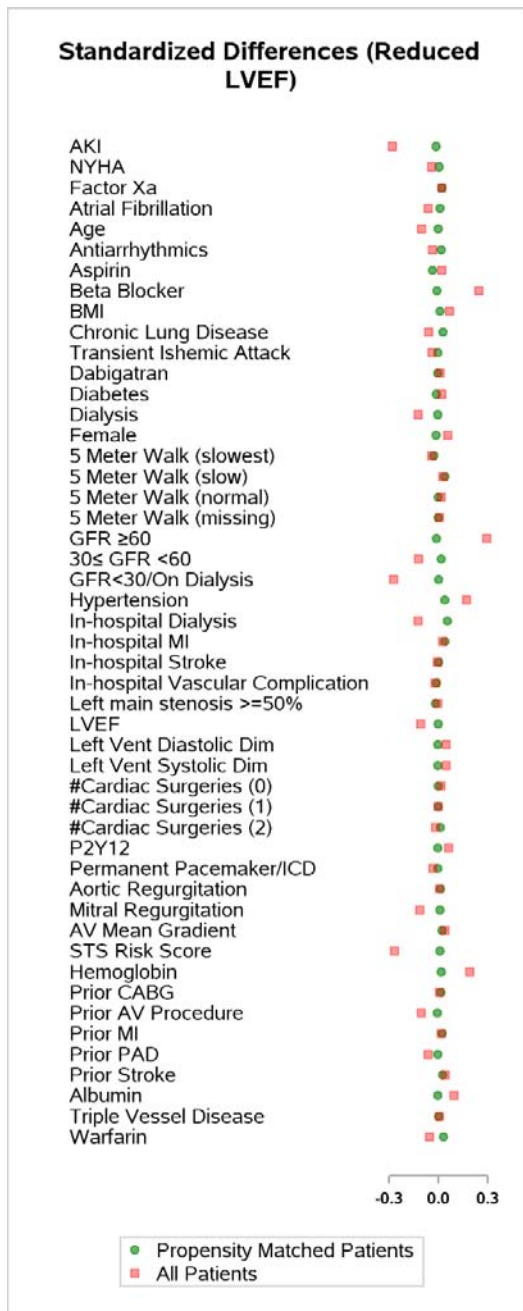 Standardized Differences (Reduced
LVEF)
AKI
NYHA
Factor Xa
Atrial Fibrillation
Age
Antiarrhythmics
Aspirin
Beta Blocker
BMI
Chronic Lung Disease
Transient Ishemic Attack
Dabigatran
Diabetes
Dialysis
Female
5 Meter Walk (slowest)
5 Meter Walk (slow)
5 Meter Walk (normal)
5 Meter Walk (missing)
GFR ≥60
30≤ GFR <60
GFR<30/On Dialysis
Hypertension
In-hospital Dialysis
In-hospital MI
In-hospital Stroke
In-hospital Vascular Complication
Left main stenosis >=50%
LVEF
Left Vent Diastolic Dim
Left Vent Systolic Dim
#Cardiac Surgeries (0)
#Cardiac Surgeries (1)
#Cardiac Surgeries (2)
P2Y12
Permanent Pacemaker/ICD
Aortic Regurgitation
Mitral Regurgitation
AV Mean Gradient
STS Risk Score
Hemoglobin
Prior CABG
Prior AV Procedure
Prior MI
Prior PAD
Prior Stroke
Albumin
Triple Vessel Disease
Warfarin
-0.3 0.0 0.3
Propensity Matched Patients
All Patients